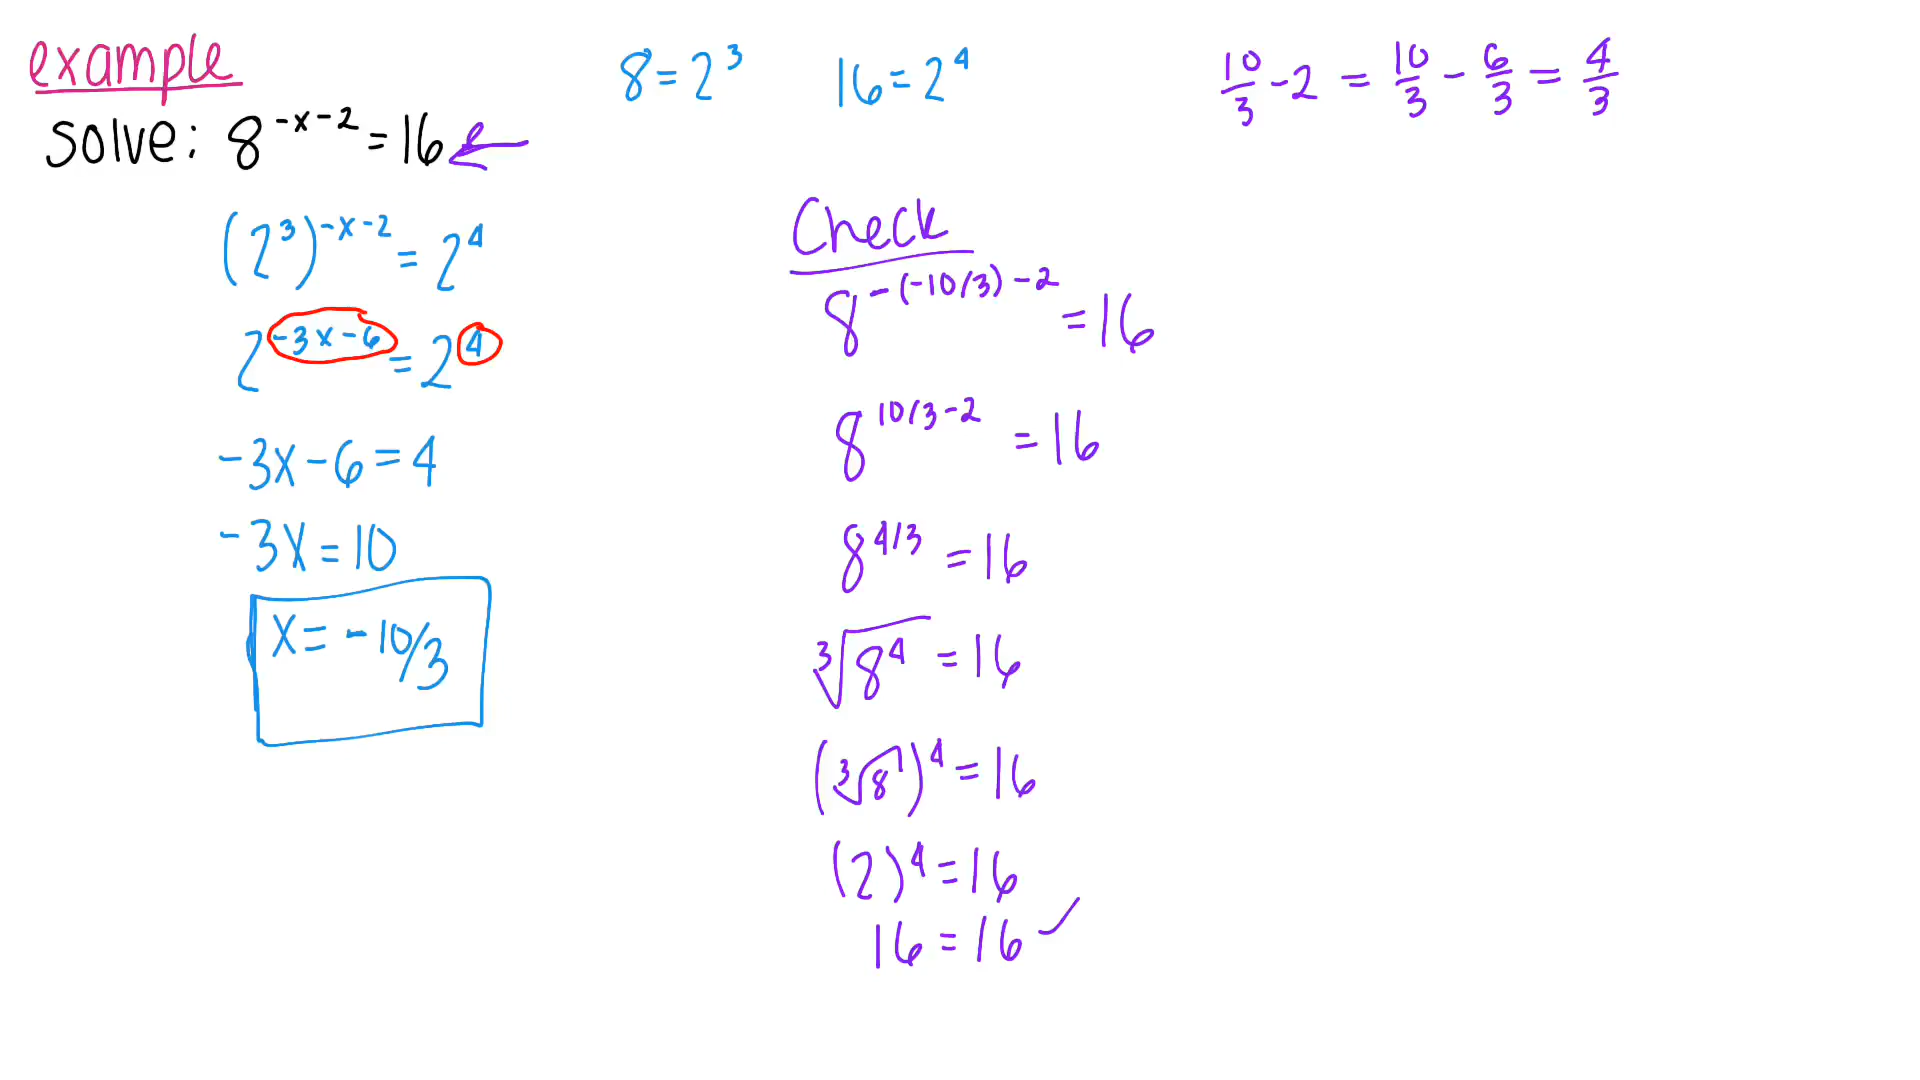 example
solve: 8^{-x-2} = 16
8 = 2^3
16 = 2^4
10/3 - 2 = 10/3 - 6/3 = 4/3
(2^3)^{-x-2} = 2^4
2^{-3x-6} = 2^4
-3x-6 = 4
-3x = 10
x = -10/3
Check
8^{-(-10/3)-2} = 16
8^{10/3-2} = 16
8^{4/3} = 16
∛(8^4) = 16
(∛8)^4 = 16
(2)^4 = 16
16 = 16 ✓